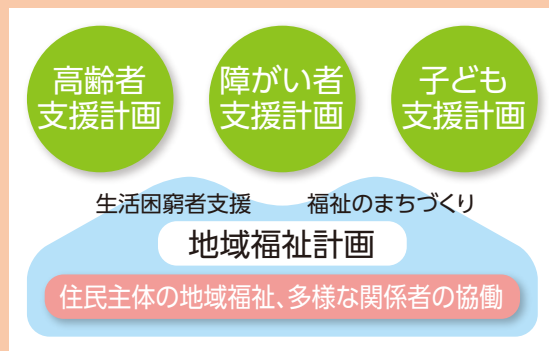 高齢者
支援計画
障がい者
支援計画
子ども
支援計画
生活困窮者支援
福祉のまちづくり
地域福祉計画
住民主体の地域福祉、多様な関係者の協働